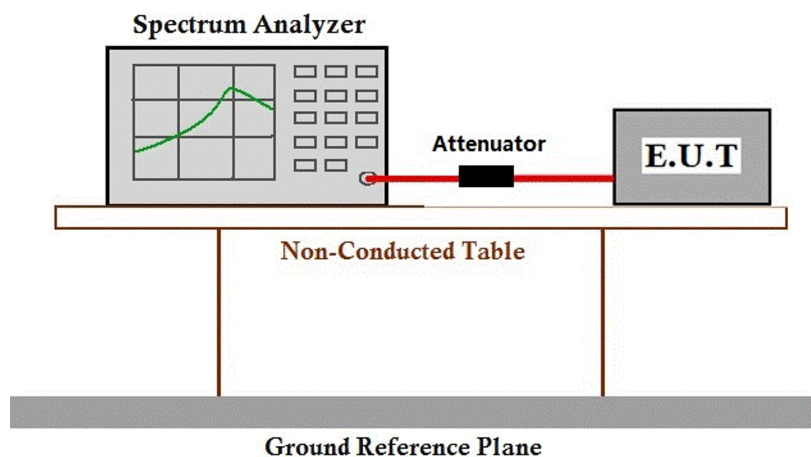 Spectrum Analyzer
Attenuator
E.U.T
Non-Conducted Table
Ground Reference Plane